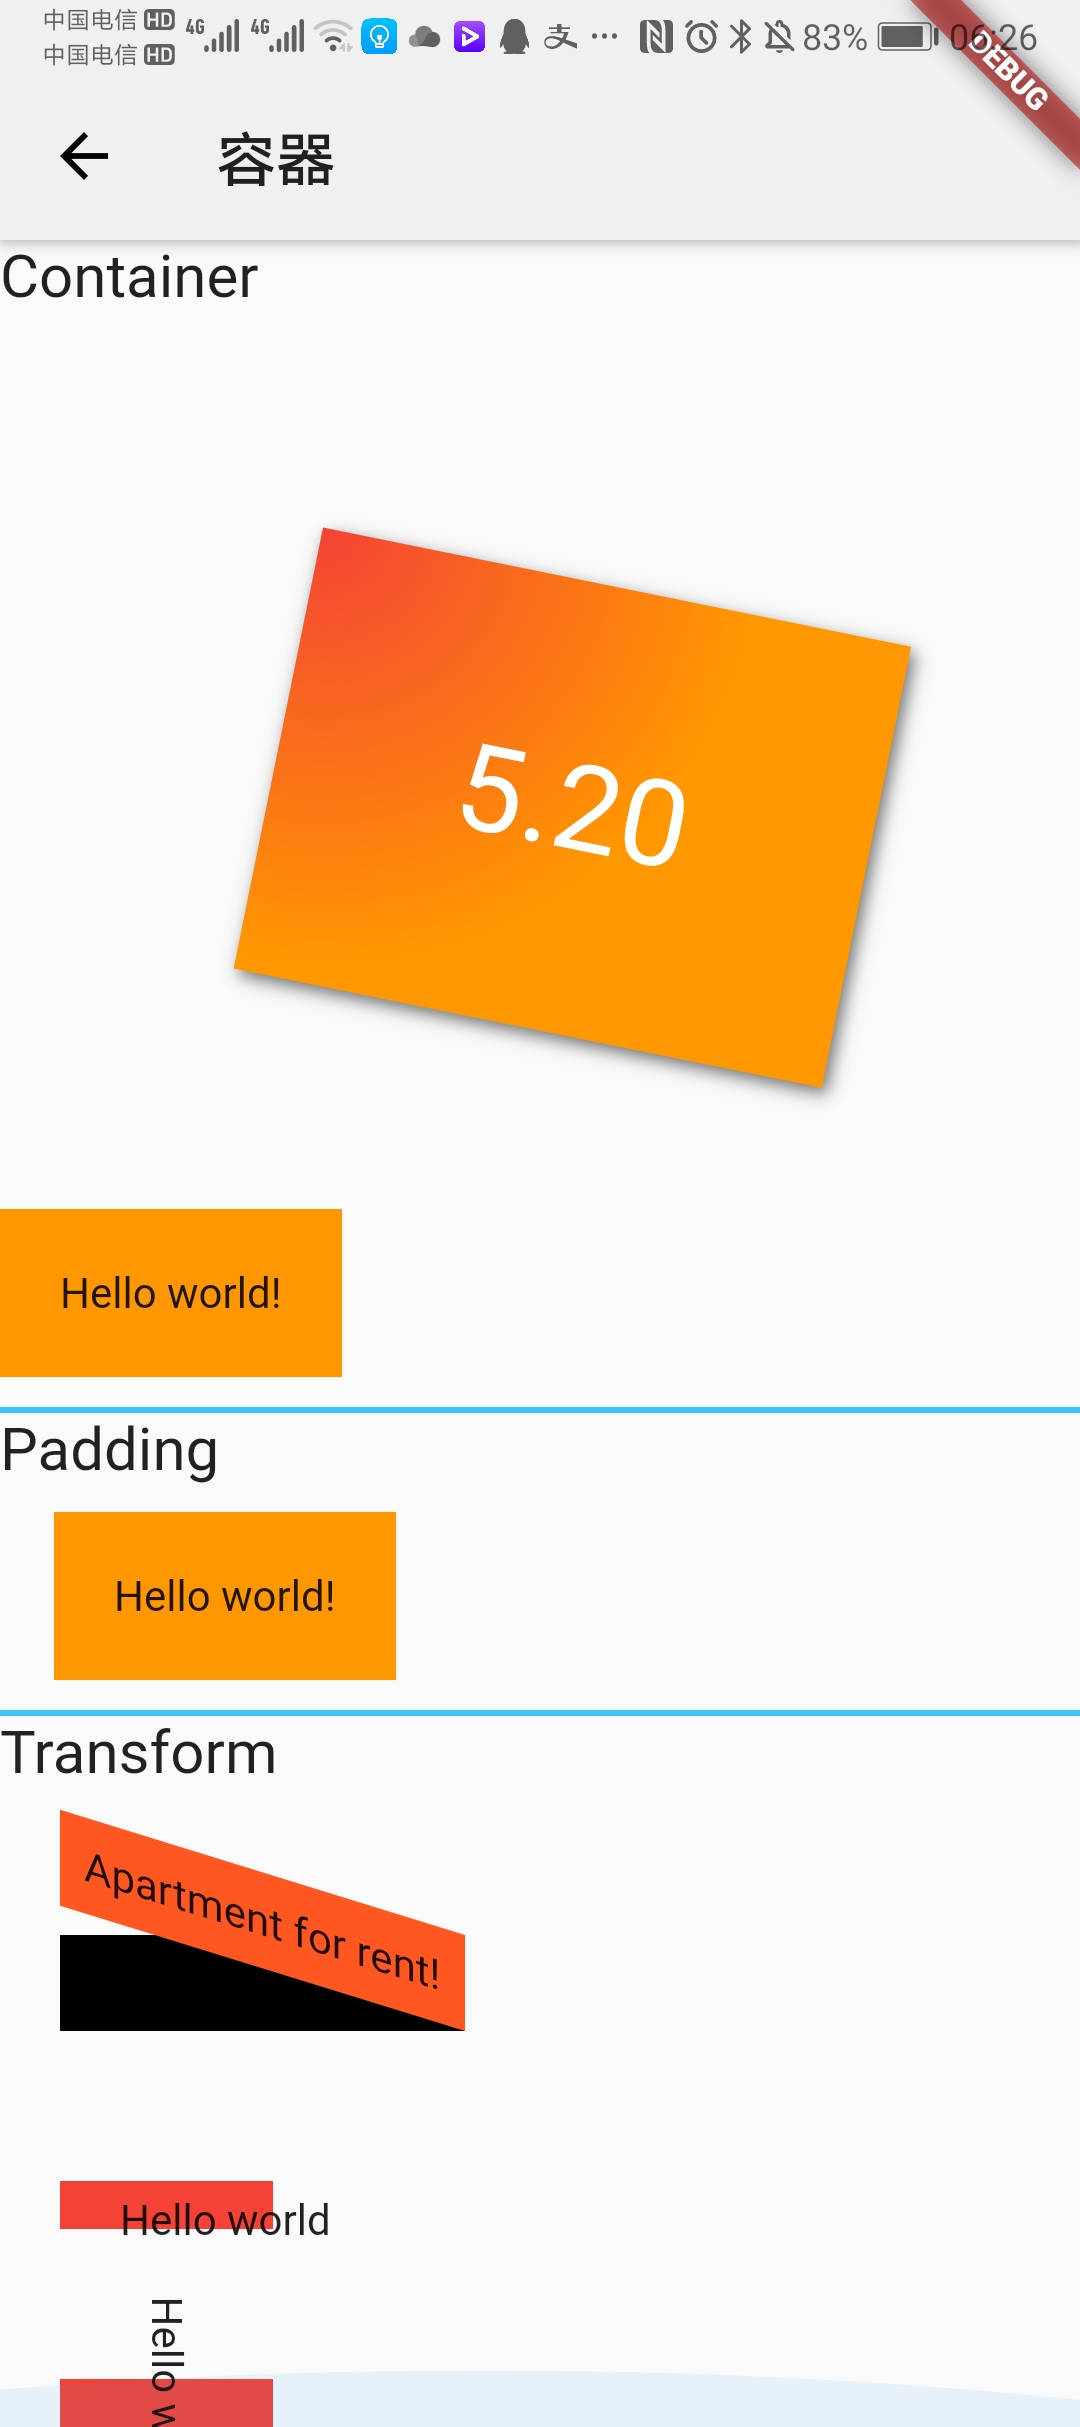 中国电信 HD 4G 4G 83% 06:26
中国电信 HD
DEBUG
容器
Container
5.20
Hello world!
Padding
Hello world!
Transform
Apartment for rent!
Hello world
Hello w